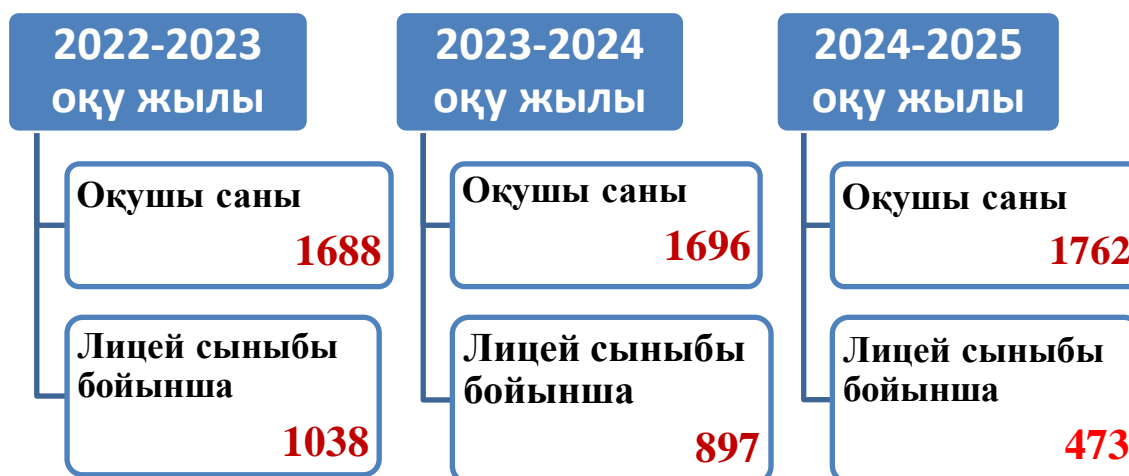 2022-2023
оқу жылы
Оқушы саны
1688
Лицей сыныбы
бойынша
1038
2023-2024
оқу жылы
Оқушы саны
1696
Лицей сыныбы
бойынша
897
2024-2025
оқу жылы
Оқушы саны
1762
Лицей сыныбы
бойынша
473